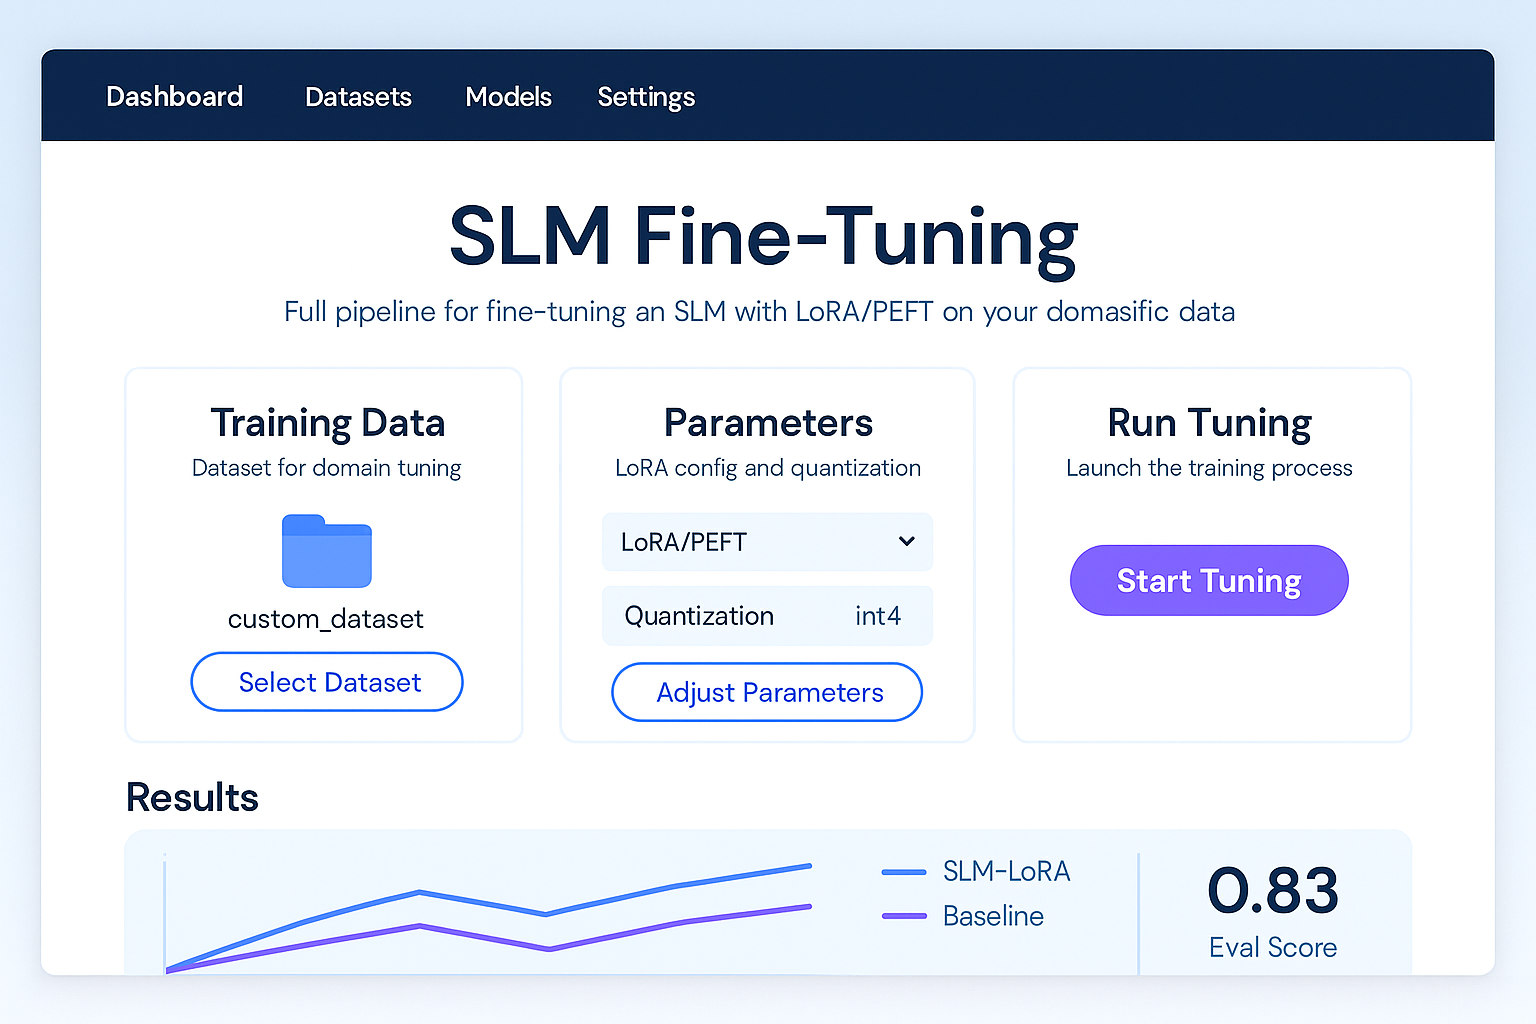 Dashboard Datasets Models Settings
SLM Fine-Tuning
Full pipeline for fine-tuning an SLM with LoRA/PEFT on your domasific data
Training Data
Dataset for domain tuning
custom_dataset
Select Dataset
Parameters
LoRA config and quantization
LoRA/PEFT
Quantization int4
Adjust Parameters
Run Tuning
Launch the training process
Start Tuning
Results
SLM-LoRA
Baseline
0.83
Eval Score